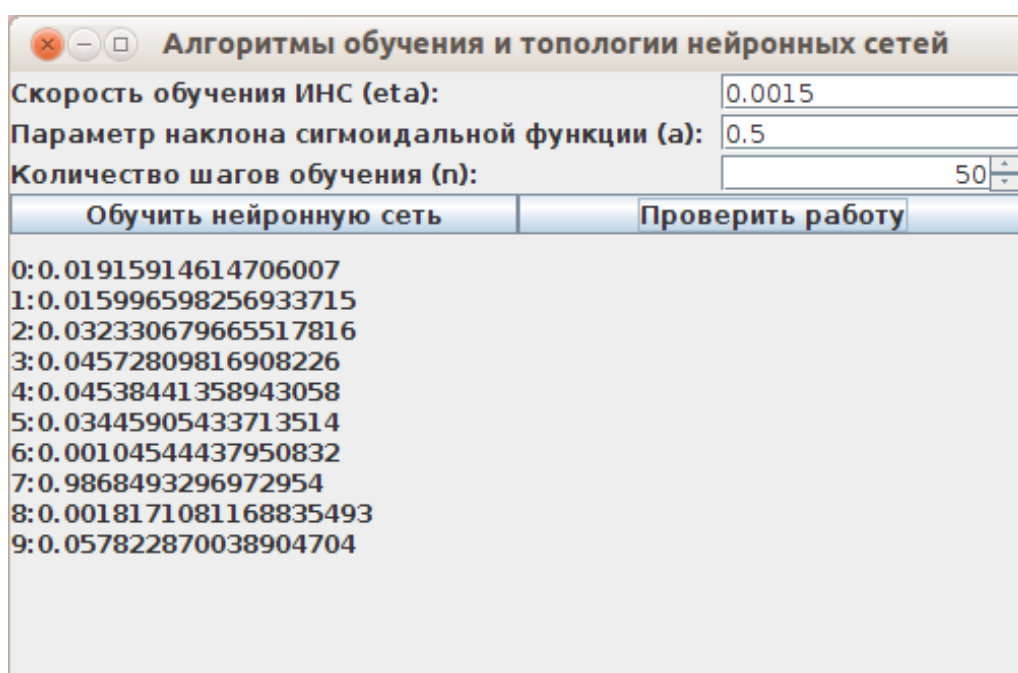 Алгоритмы обучения и топологии нейронных сетей
Скорость обучения ИНС (eta): 0.0015
Параметр наклона сигмоидальной функции (a): 0.5
Количество шагов обучения (n): 50
Обучить нейронную сеть Проверить работу
0:0.01915914614706007
1:0.015996598256933715
2:0.032330679665517816
3:0.04572809816908226
4:0.04538441358943058
5:0.03445905433713514
6:0.00104544437950832
7:0.9868493296972954
8:0.0018171081168835493
9:0.057822870038904704